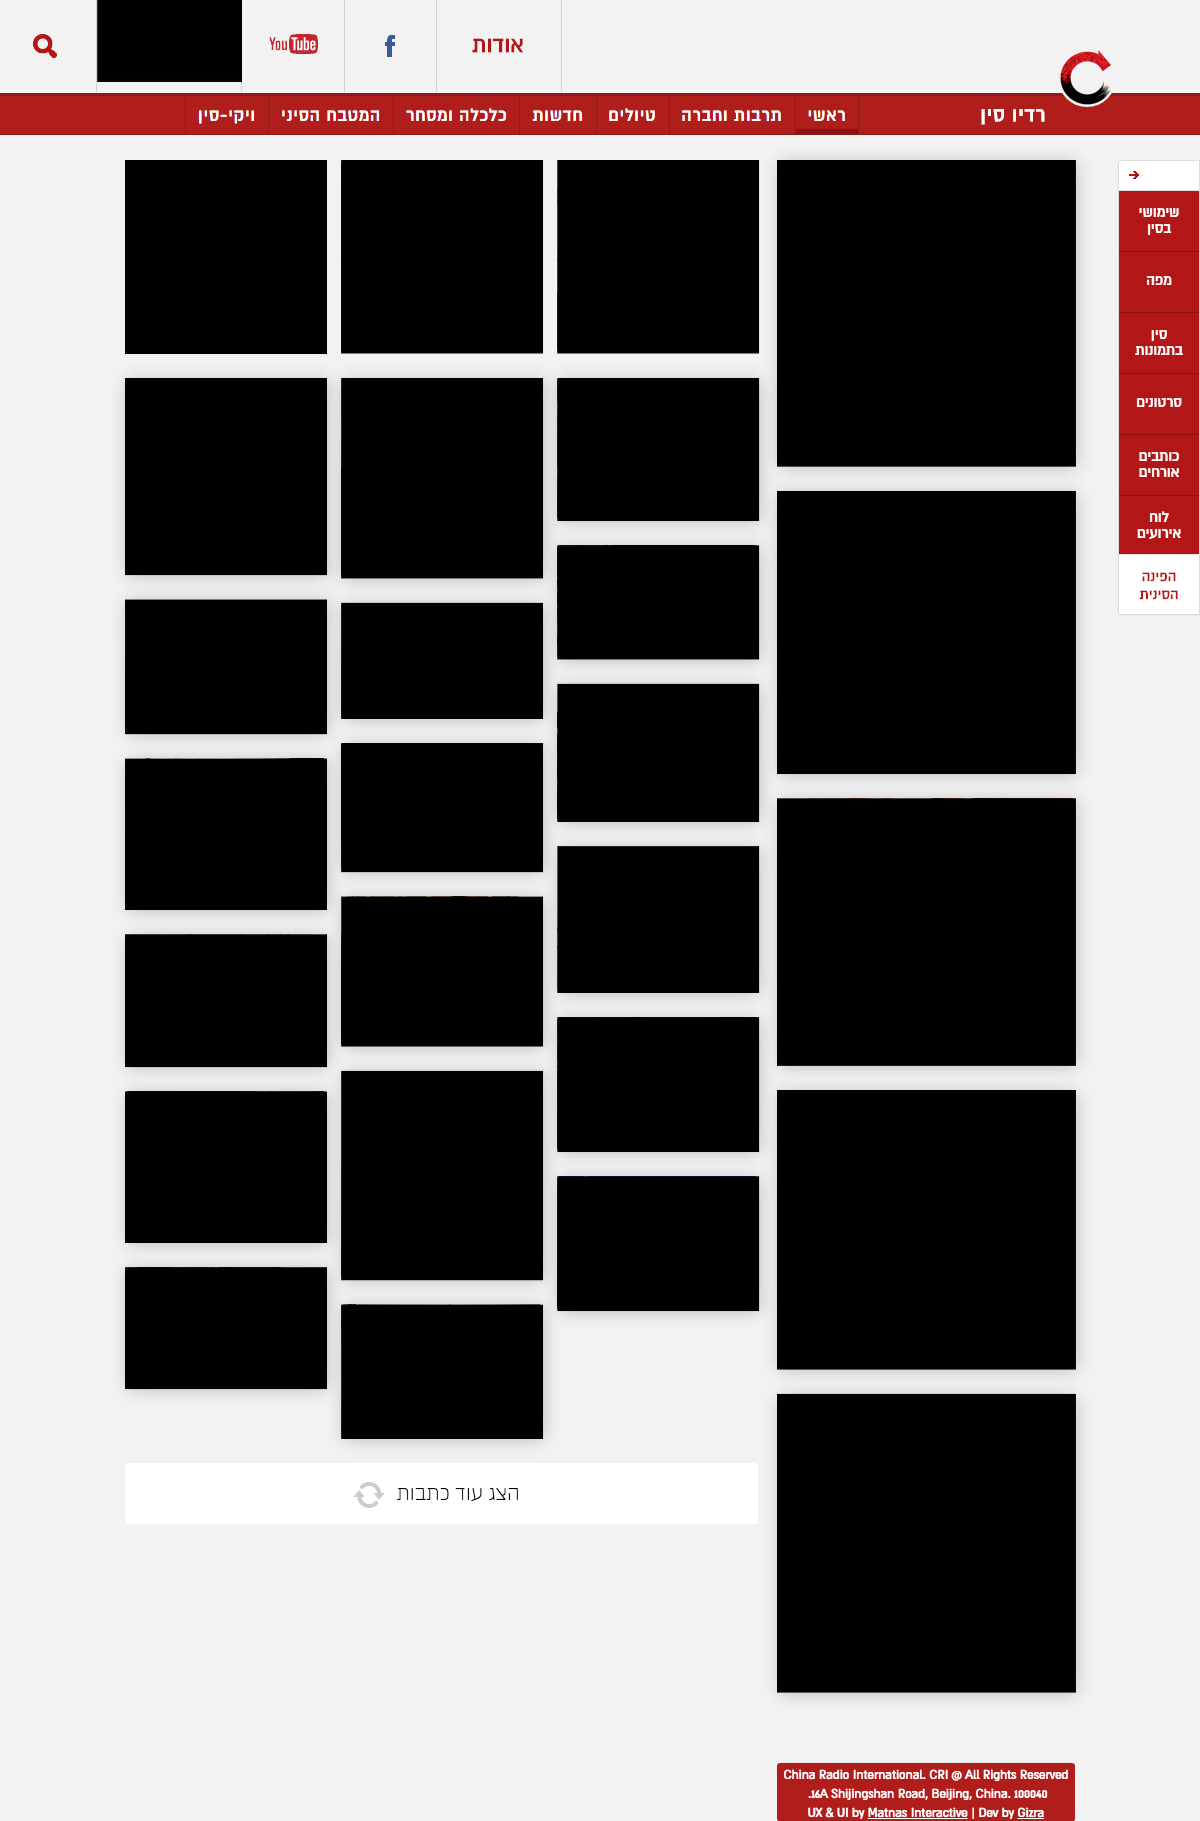 אודות
You Tube
f
רדיו סין
ראשי
תרבות וחברה
טיולים
חדשות
כלכלה ומסחר
המטבח הסיני
ויקי-סין
שימושי
בסין
מפה
סין
בתמונות
סרטונים
כותבים
אורחים
לוח
אירועים
הפינה
הסינית
הצג עוד כתבות
China Radio International. CRI @ All Rights Reserved
.16A Shijingshan Road, Beijing, China. 100040
UX & UI by Matnas Interactive | Dev by Gizra